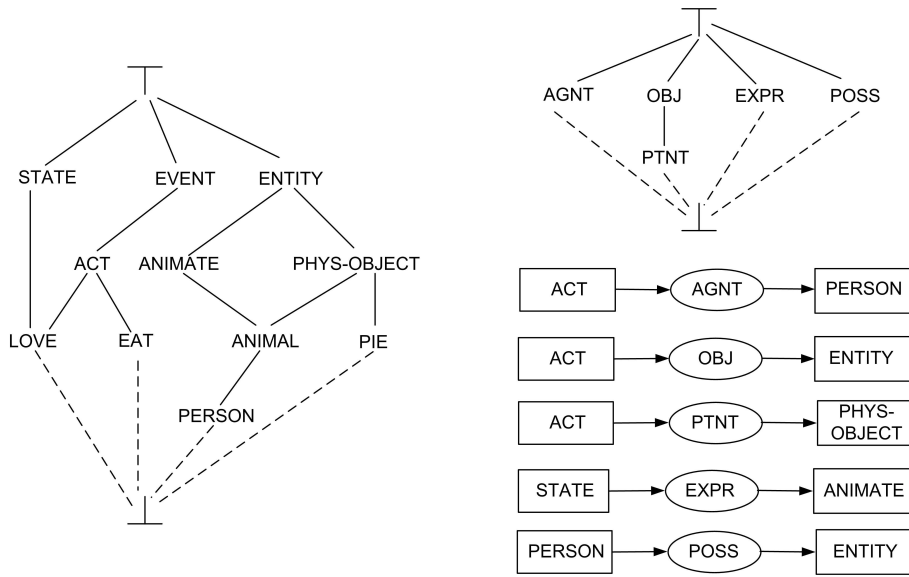 STATE
EVENT
ENTITY
ACT
ANIMATE
PHYS-OBJECT
LOVE
EAT
ANIMAL
PIE
PERSON
AGNT
OBJ
EXPR
POSS
PTNT
ACT
AGNT
PERSON
ACT
OBJ
ENTITY
ACT
PTNT
PHYS-
OBJECT
STATE
EXPR
ANIMATE
PERSON
POSS
ENTITY